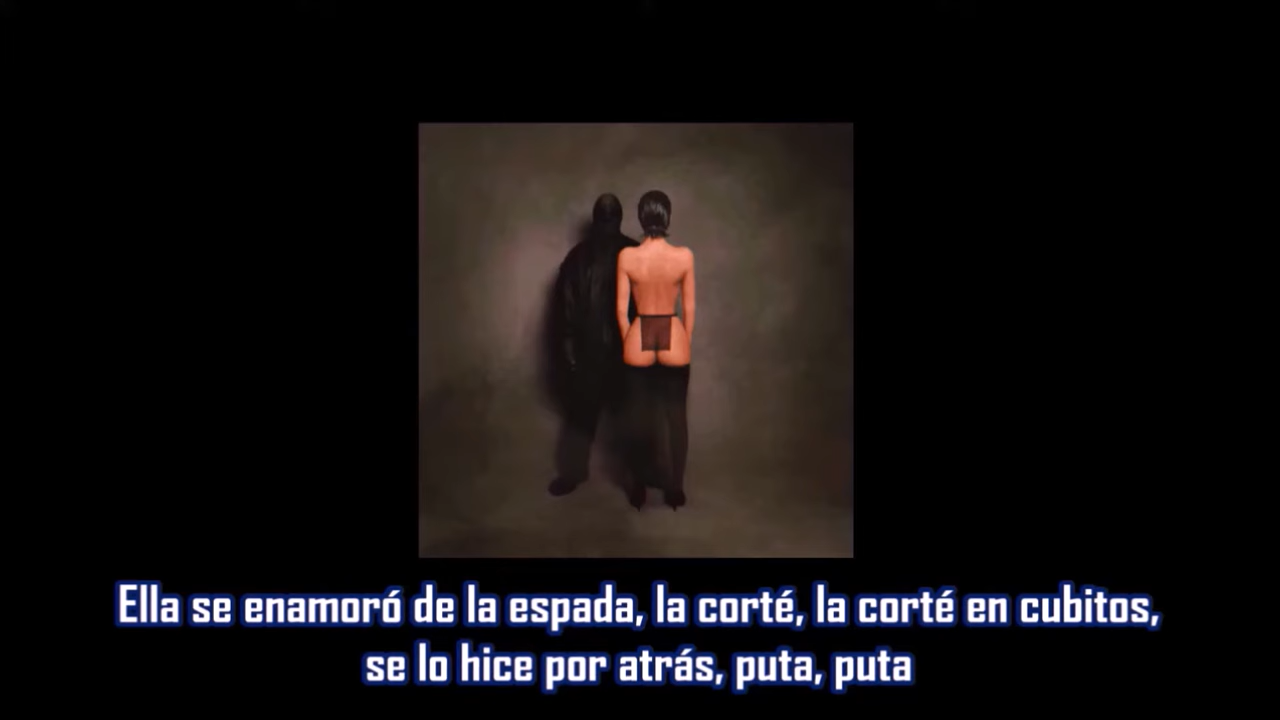 Ella se enamoró de la espada, la corté, la corté en cubitos,
se lo hice por atrás, puta, puta